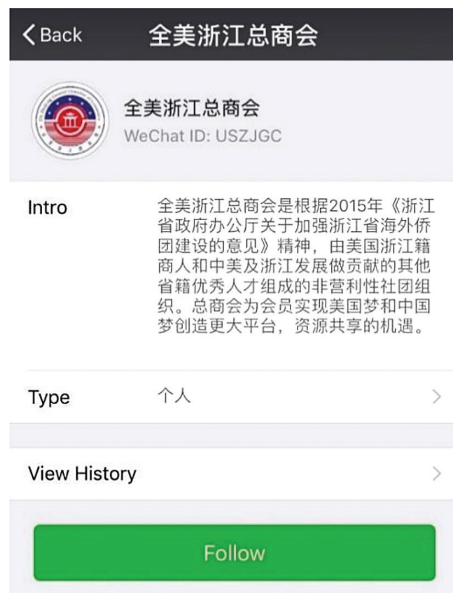 Back
全美浙江总商会
全美浙江总商会
WeChat ID: USZJGC
Intro
全美浙江总商会是根据2015年《浙江
省政府办公厅关于加强浙江省海外侨
团建设的意见》精神，由美国浙江籍
商人和中美及浙江发展做贡献的其他
省籍优秀人才组成的非营利性社团组
织。总商会为会员实现美国梦和中国
梦创造更大平台，资源共享的机遇。
Type
个人
View History
Follow